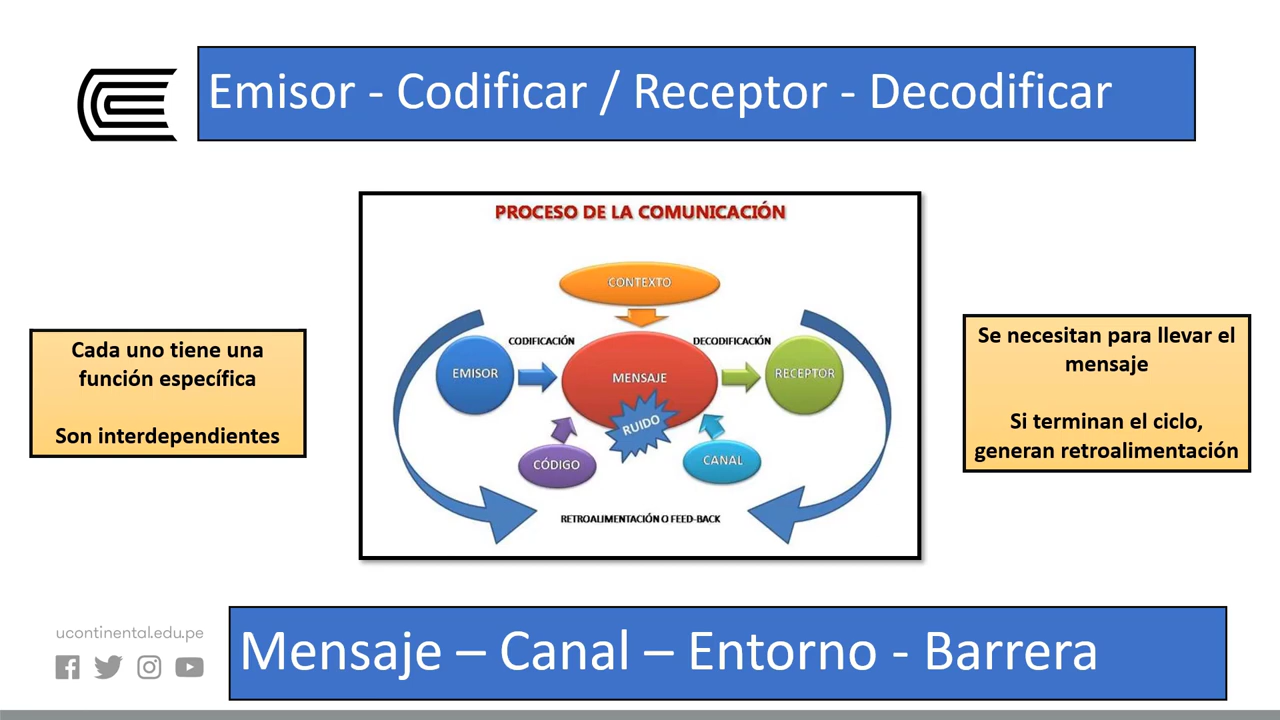 Emisor - Codificar / Receptor - Decodificar
PROCESO DE LA COMUNICACIÓN
CONTEXTO
CODIFICACIÓN
DECODIFICACIÓN
EMISOR
MENSAJE
RECEPTOR
RUIDO
CÓDIGO
CANAL
RETROALIMENTACIÓN O FEED-BACK
Cada uno tiene una
función específica
Son interdependientes
Se necesitan para llevar el
mensaje
Si terminan el ciclo,
generan retroalimentación
ucontinental.edu.pe
Mensaje – Canal – Entorno - Barrera